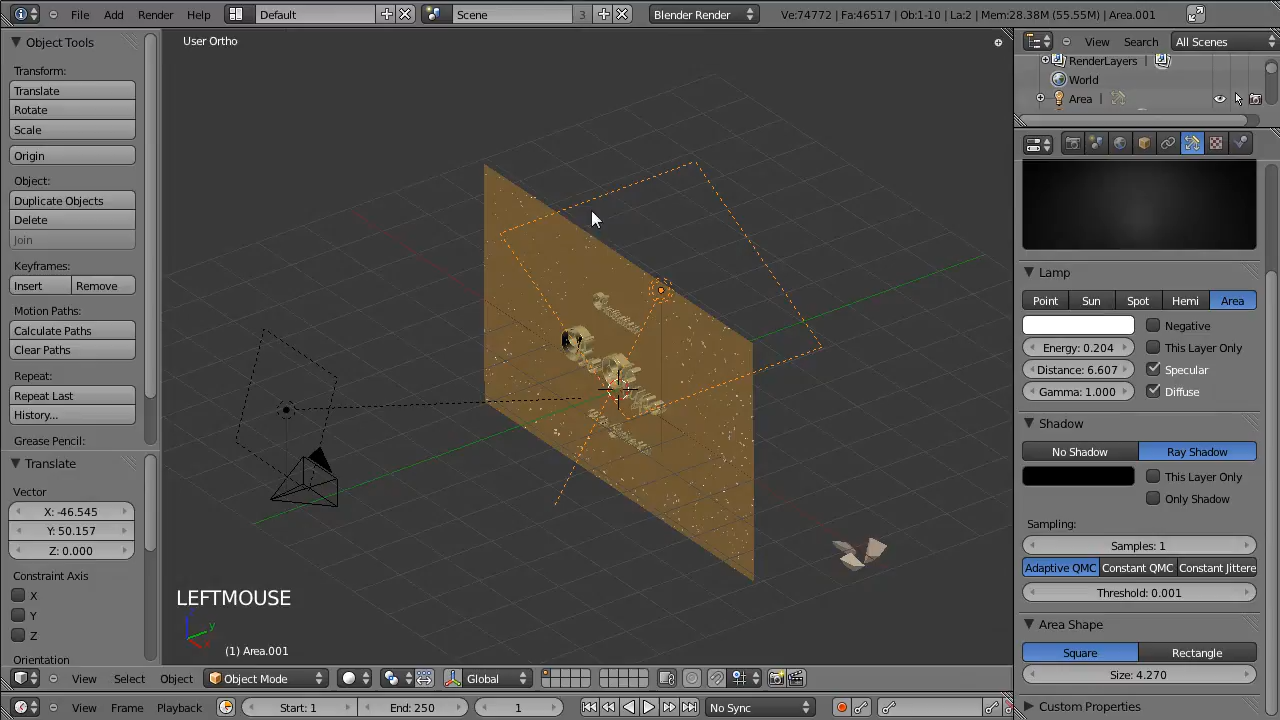 File Add Render Help Default Scene 3 Blender Render Ve:74772 | Fa:46517 | Ob:1-10 | La:2 | Mem:28.38M (55.55M) | Area.001
Object Tools
Transform:
Translate
Rotate
Scale
Origin
Object:
Duplicate Objects
Delete
Join
Keyframes:
Insert Remove
Motion Paths:
Calculate Paths
Clear Paths
Repeat:
Repeat Last
History...
Grease Pencil:
Translate
Vector
X: -46.545
Y: 50.157
Z: 0.000
Constraint Axis
X
Y
Z
Orientation
User Ortho
LEFTMOUSE
z
y
x
(1) Area.001
View Search All Scenes
RenderLayers |
World
Area |
Lamp
Point Sun Spot Hemi Area
Negative
Energy: 0.204 This Layer Only
Distance: 6.607 Specular
Gamma: 1.000 Diffuse
Shadow
No Shadow Ray Shadow
This Layer Only
Only Shadow
Sampling:
Samples: 1
Adaptive QMC Constant QMC Constant Jittere
Threshold: 0.001
Area Shape
Square Rectangle
Size: 4.270
Custom Properties
View Select Object Object Mode Global
View Frame Playback Start: 1 End: 250 1 No Sync